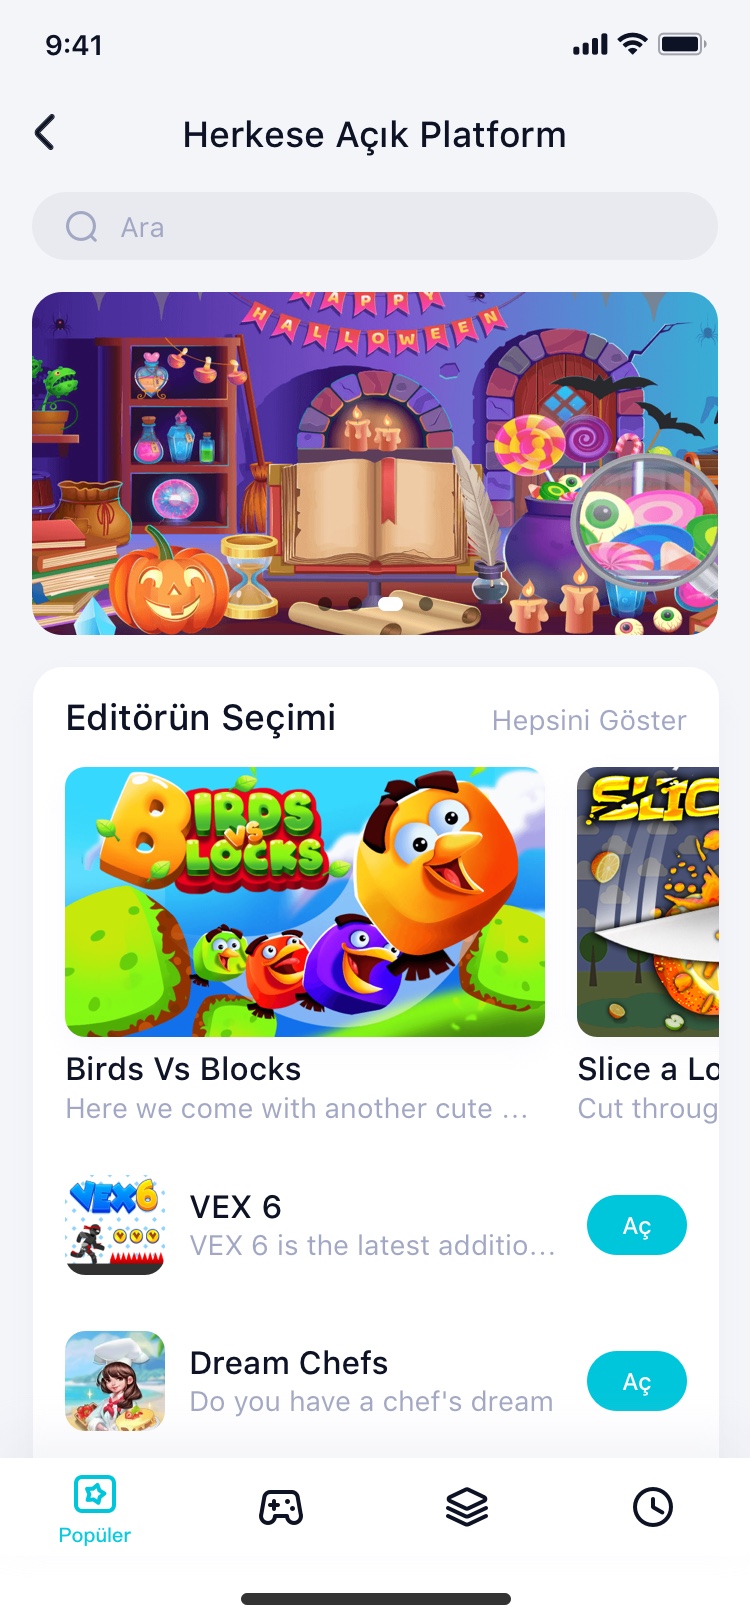 9:41
Herkese Açık Platform
Ara
HAPPY
HALLOWEEN
Editörün Seçimi
Hepsini Göster
BIRDS
VS
BLOCKS
SLIC
Birds Vs Blocks
Here we come with another cute ...
Slice a Lo
Cut throug
VEX6
VEX 6
VEX 6 is the latest additio...
Aç
Dream Chefs
Do you have a chef's dream
Aç
Popüler